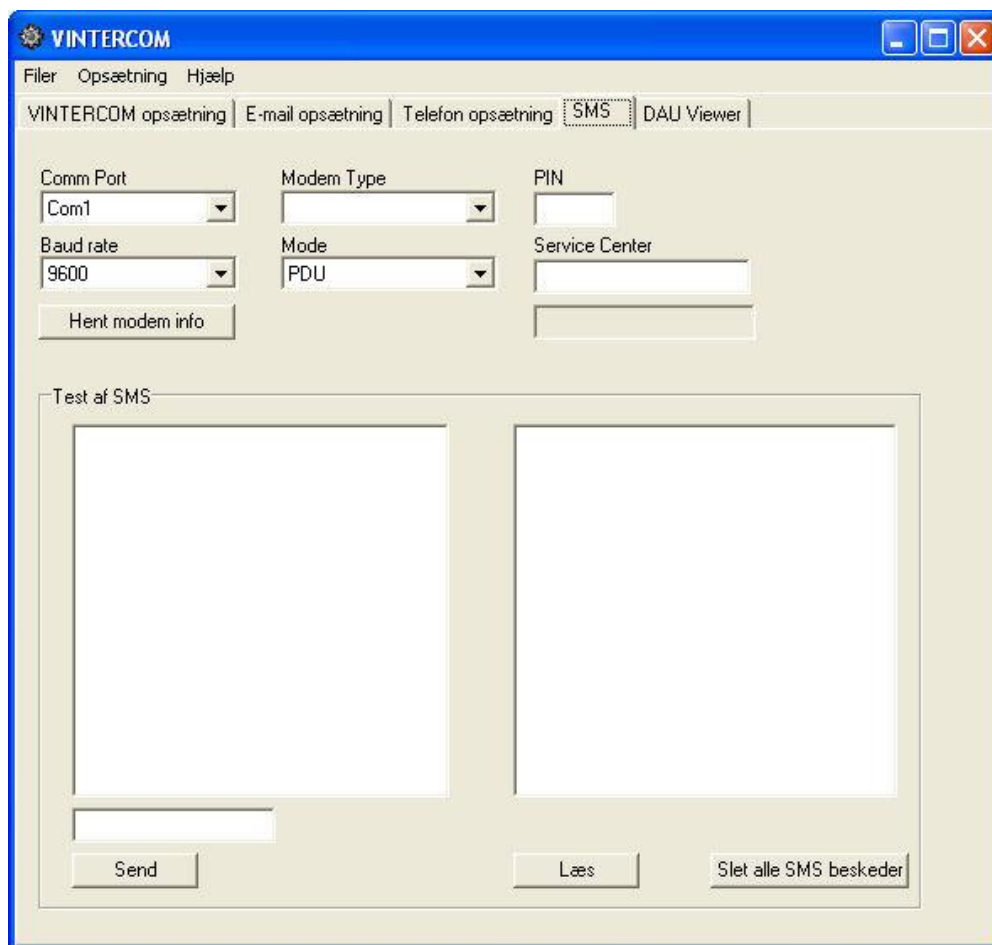 VINTERCOM
Filer Opsætning Hjælp
VINTERCOM opsætning E-mail opsætning Telefon opsætning SMS DAU Viewer
Comm Port Modem Type PIN
Com1
Baud rate Mode Service Center
9600 PDU
Hent modem info
Test af SMS
Send Læs Slet alle SMS beskeder